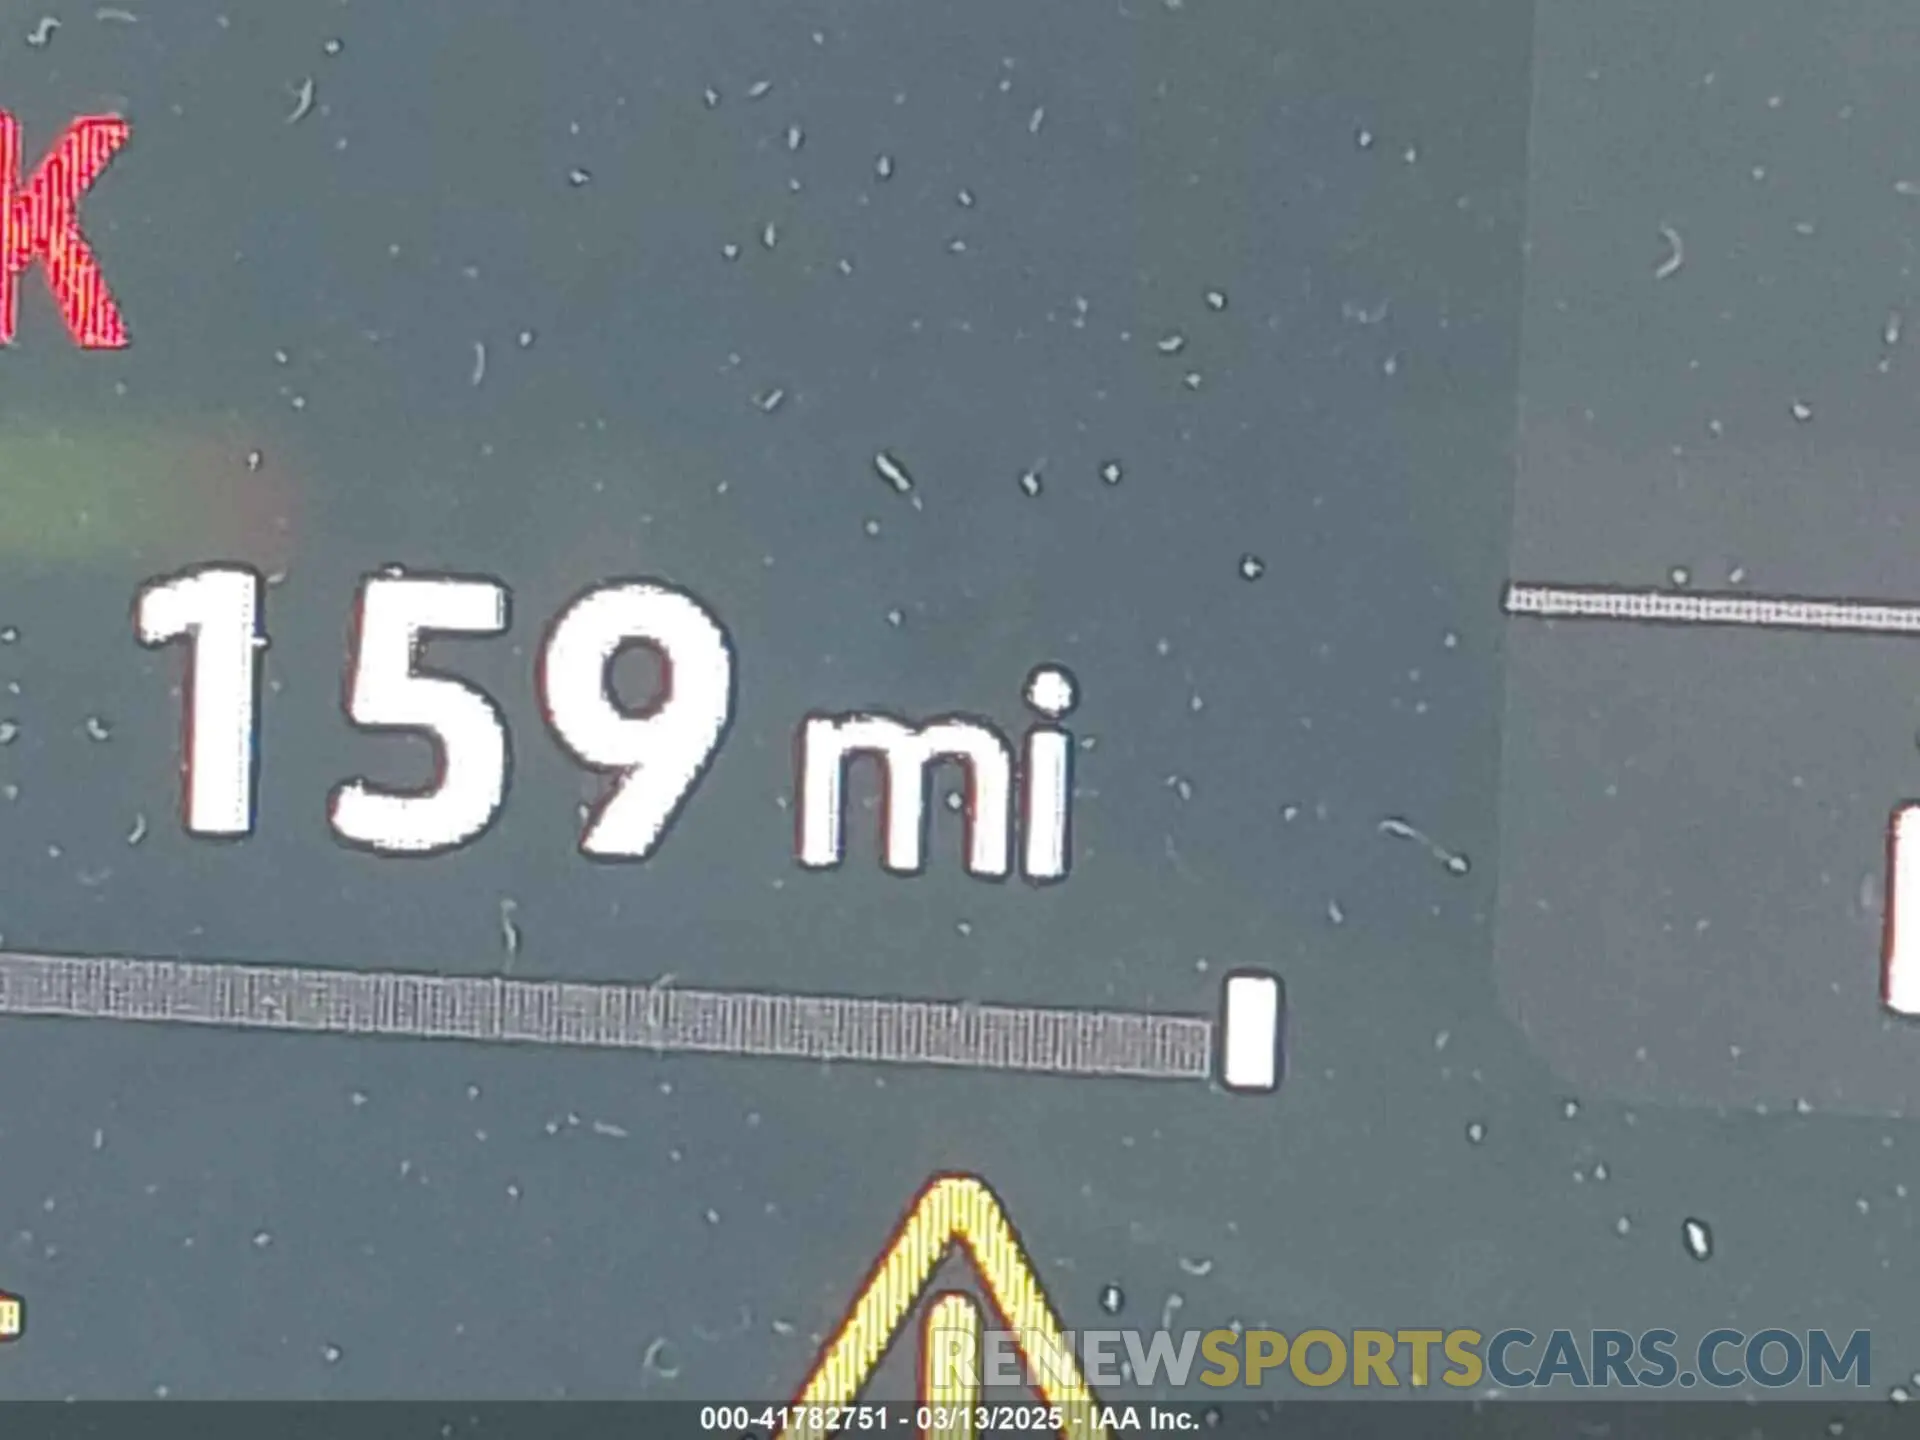 K
159 mi
RENEWSPORTSCARS.COM
000-41782751 - 03/13/2025 - IAA Inc.